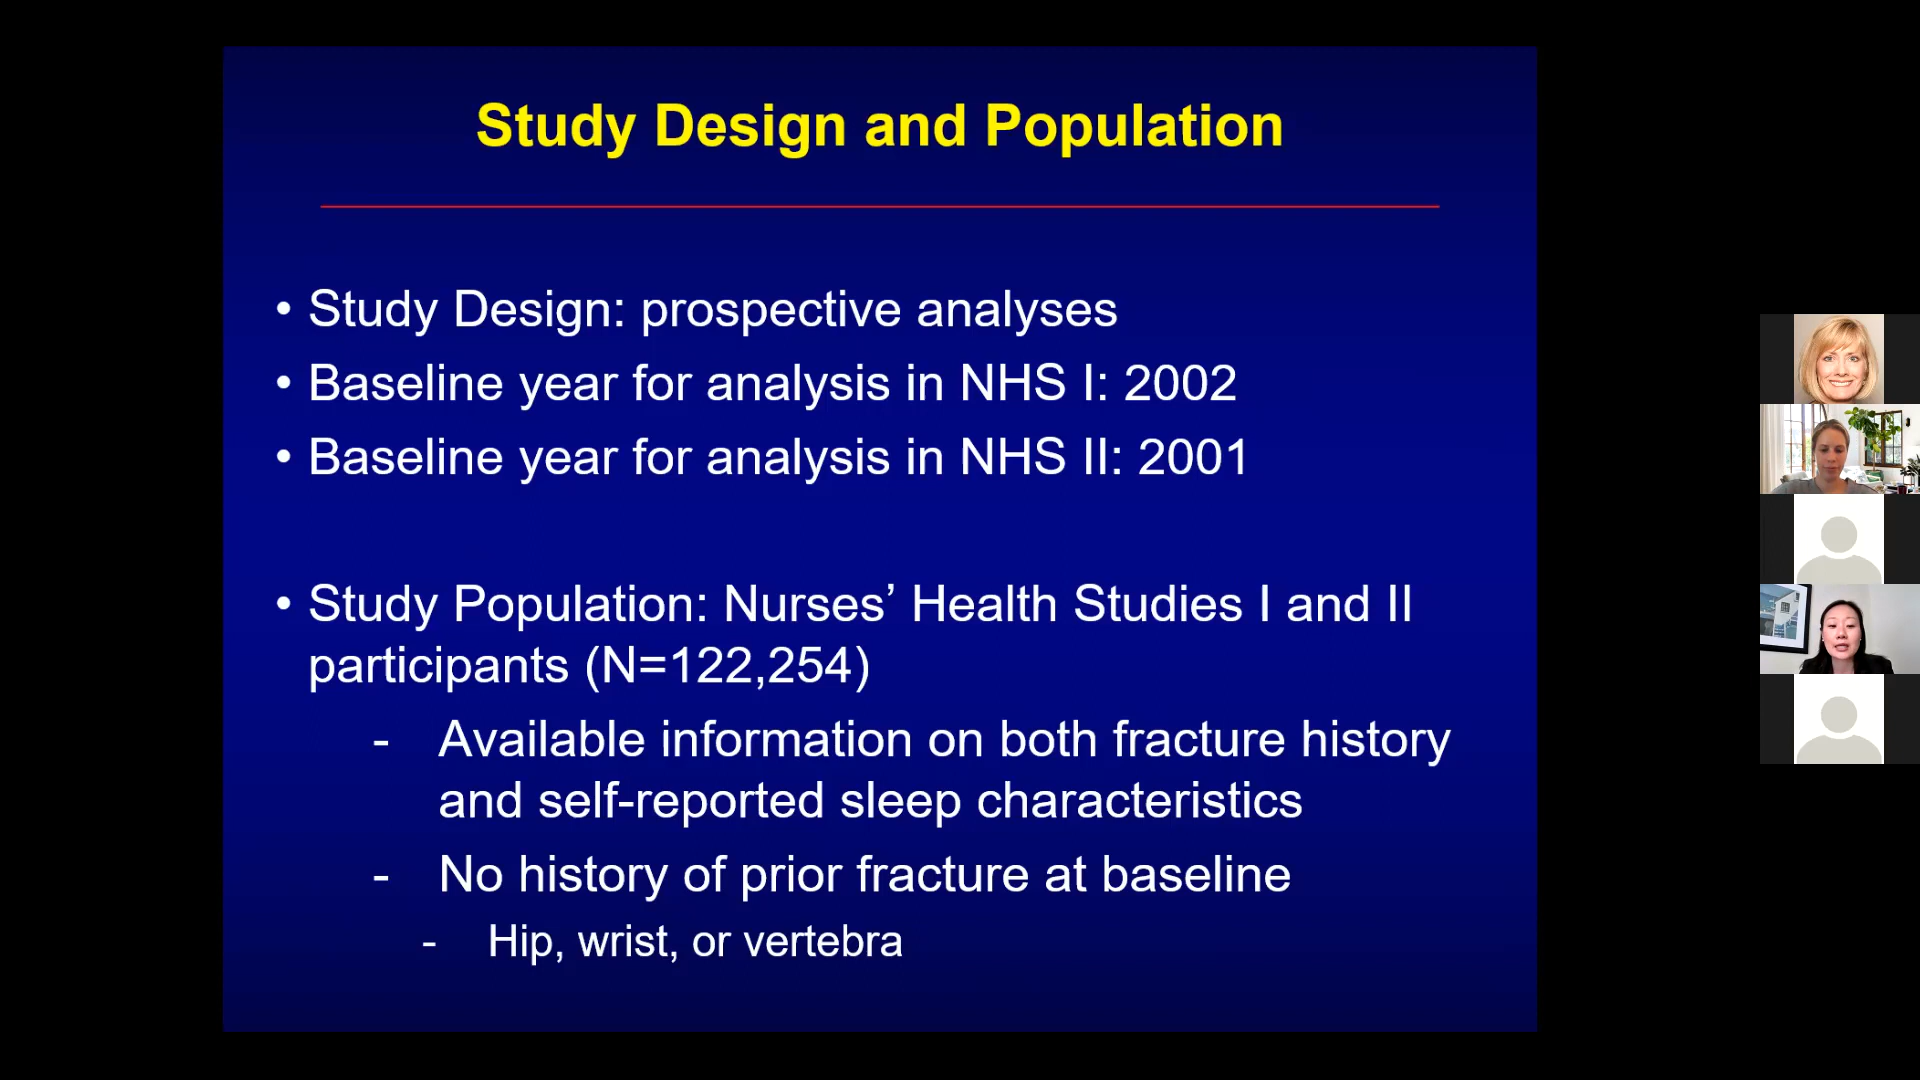 Study Design and Population
• Study Design: prospective analyses
• Baseline year for analysis in NHS I: 2002
• Baseline year for analysis in NHS II: 2001
• Study Population: Nurses’ Health Studies I and II
participants (N=122,254)
- Available information on both fracture history
and self-reported sleep characteristics
- No history of prior fracture at baseline
- Hip, wrist, or vertebra